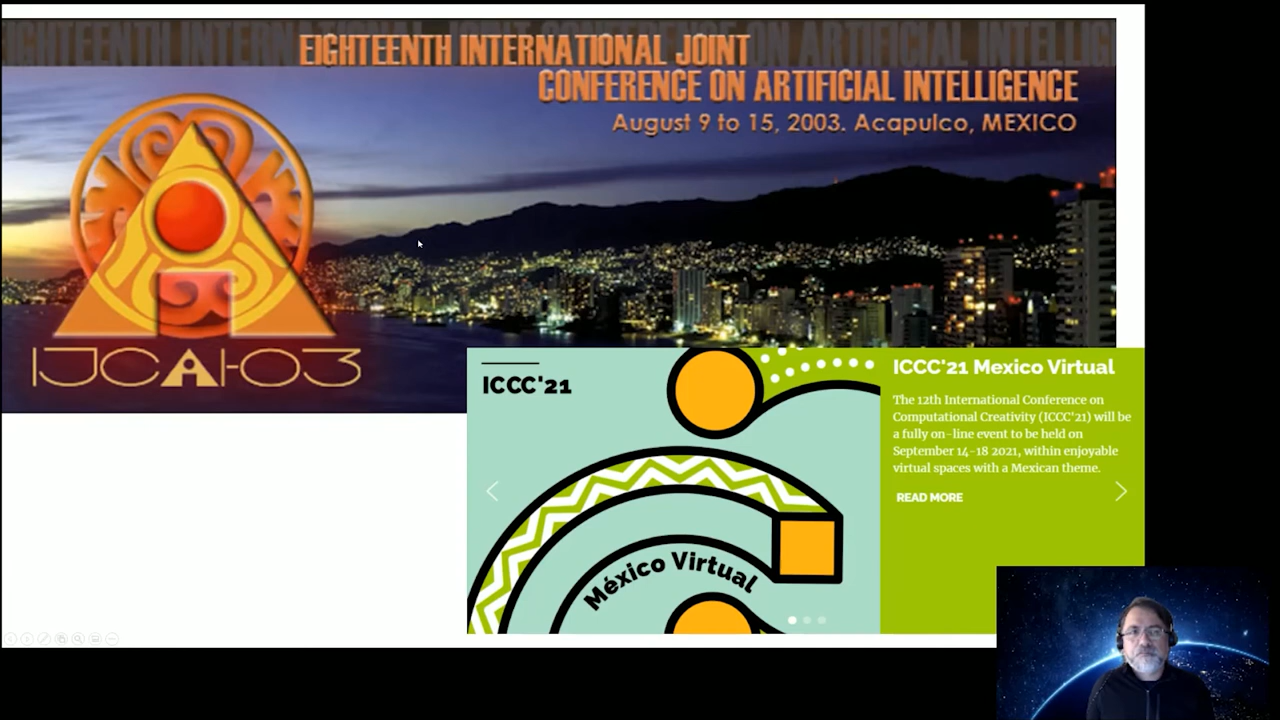 EIGHTEENTH INTERNATIONAL JOINT
CONFERENCE ON ARTIFICIAL INTELLIGENCE
August 9 to 15, 2003. Acapulco, MEXICO
IJCAI-03
ICCC'21
México Virtual
ICCC'21 Mexico Virtual
The 12th International Conference on
Computational Creativity (ICCC'21) will be
a fully on-line event to be held on
September 14-18 2021, within enjoyable
virtual spaces with a Mexican theme.
READ MORE